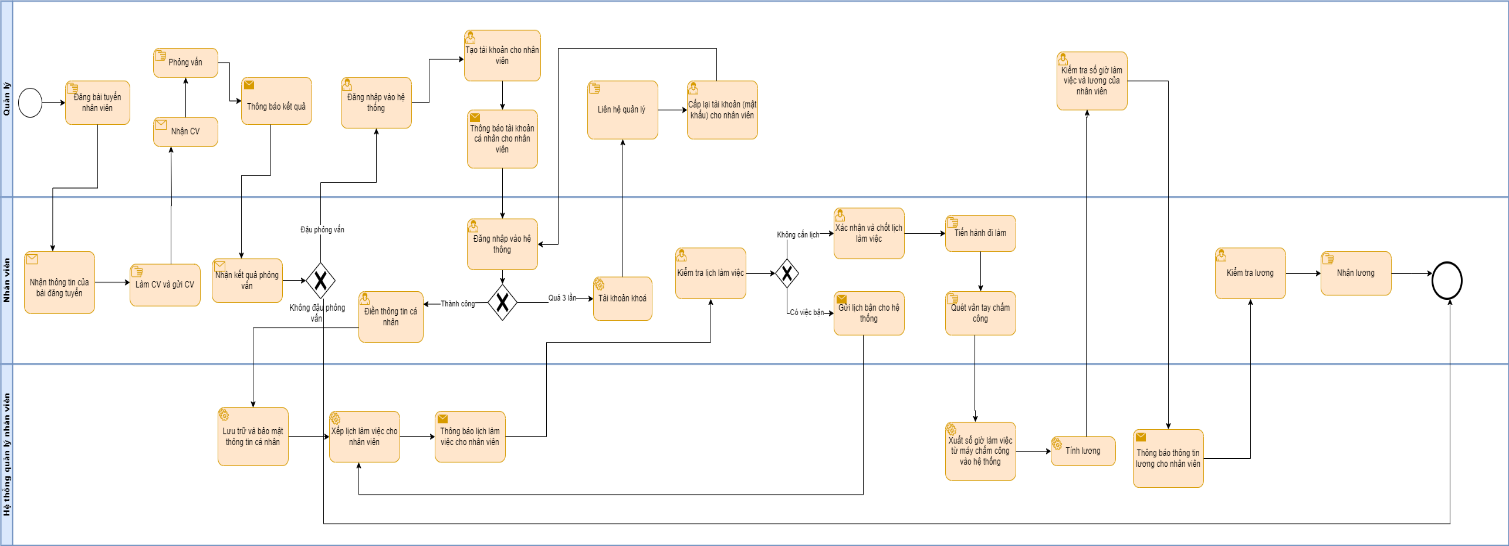 Quản lý
Đăng bài tuyển
nhân viên
Phỏng vấn
Nhận CV
Thông báo kết quả
Đăng nhập vào hệ
thống
Tạo tài khoản cho nhân
viên
Thông báo tài khoản
cá nhân cho nhân
viên
Liên hệ quản lý
Cấp lại tài khoản (mật
khẩu) cho nhân viên
Kiểm tra số giờ làm
việc và lương của
nhân viên
Nhân viên
Nhận thông tin của
bài đăng tuyển
Làm CV và gửi CV
Nhận kết quả phỏng
vấn
Đậu phỏng vấn
Không đậu phỏng
vấn
Đăng nhập vào hệ
thống
Thành công
Quá 3 lần
Điền thông tin cá
nhân
Tài khoản khoá
Kiểm tra lịch làm việc
Không cấn lịch
Có việc bận
Xác nhận và chốt lịch
làm việc
Gửi lịch bận cho hệ
thống
Tiến hành đi làm
Quét vân tay chấm
công
Kiểm tra lương
Nhận lương
Hệ thống quản lý nhân viên
Lưu trữ và bảo mật
thông tin cá nhân
Xếp lịch làm việc cho
nhân viên
Thông báo lịch làm
việc cho nhân viên
Xuất số giờ làm việc
từ máy chấm công
vào hệ thống
Tính lương
Thông báo thông tin
lương cho nhân viên